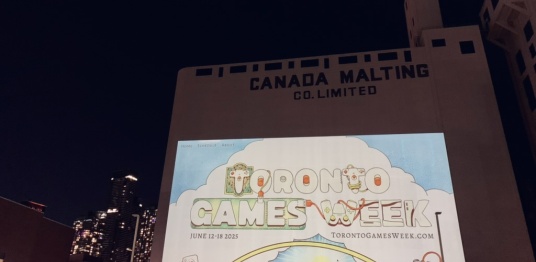 CANADA MALTING
CO. LIMITED
TORONTO
GAMES WEEK
JUNE 12-18 2025
TORONTOGAMESWEEK.COM